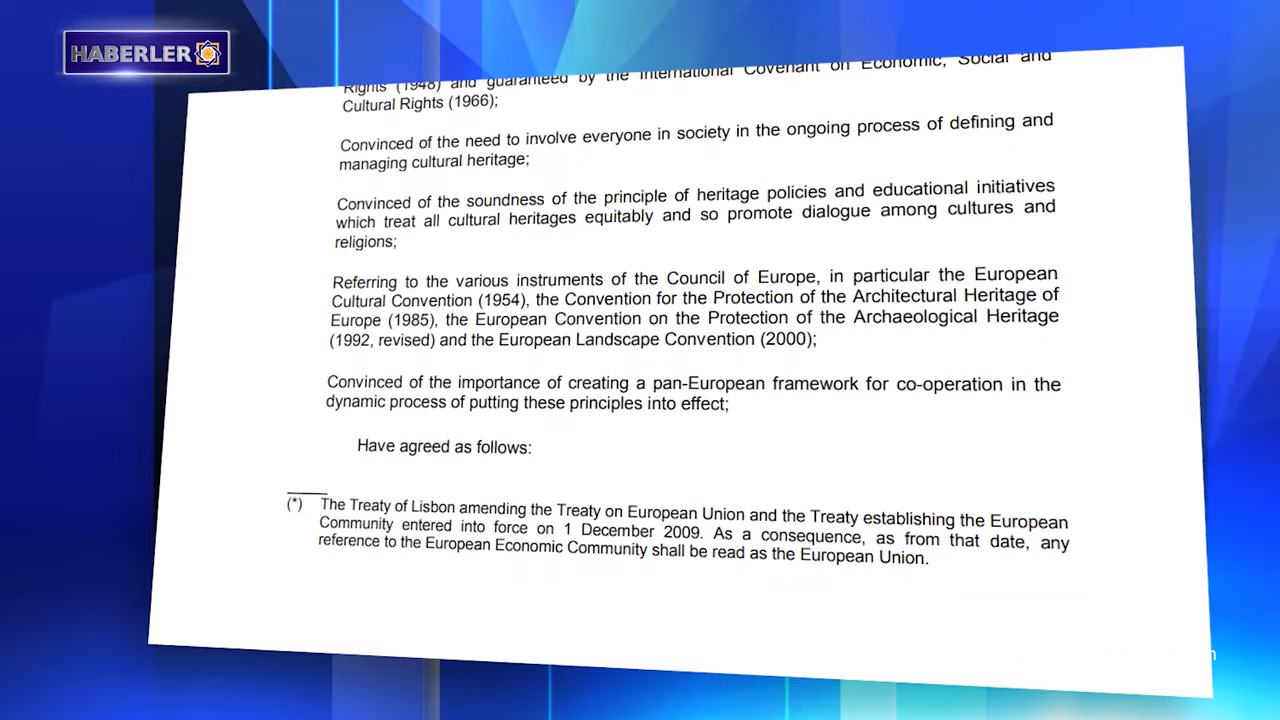 HABERLER
Rights (1948) and guaranteed by the International Covenant on Economic, Social and
Cultural Rights (1966);
Convinced of the need to involve everyone in society in the ongoing process of defining and
managing cultural heritage;
Convinced of the soundness of the principle of heritage policies and educational initiatives
which treat all cultural heritages equitably and so promote dialogue among cultures and
religions;
Referring to the various instruments of the Council of Europe, in particular the European
Cultural Convention (1954), the Convention for the Protection of the Architectural Heritage of
Europe (1985), the European Convention on the Protection of the Archaeological Heritage
(1992, revised) and the European Landscape Convention (2000);
Convinced of the importance of creating a pan-European framework for co-operation in the
dynamic process of putting these principles into effect;
Have agreed as follows:
(*) The Treaty of Lisbon amending the Treaty on European Union and the Treaty establishing the European
Community entered into force on 1 December 2009. As a consequence, as from that date, any
reference to the European Economic Community shall be read as the European Union.